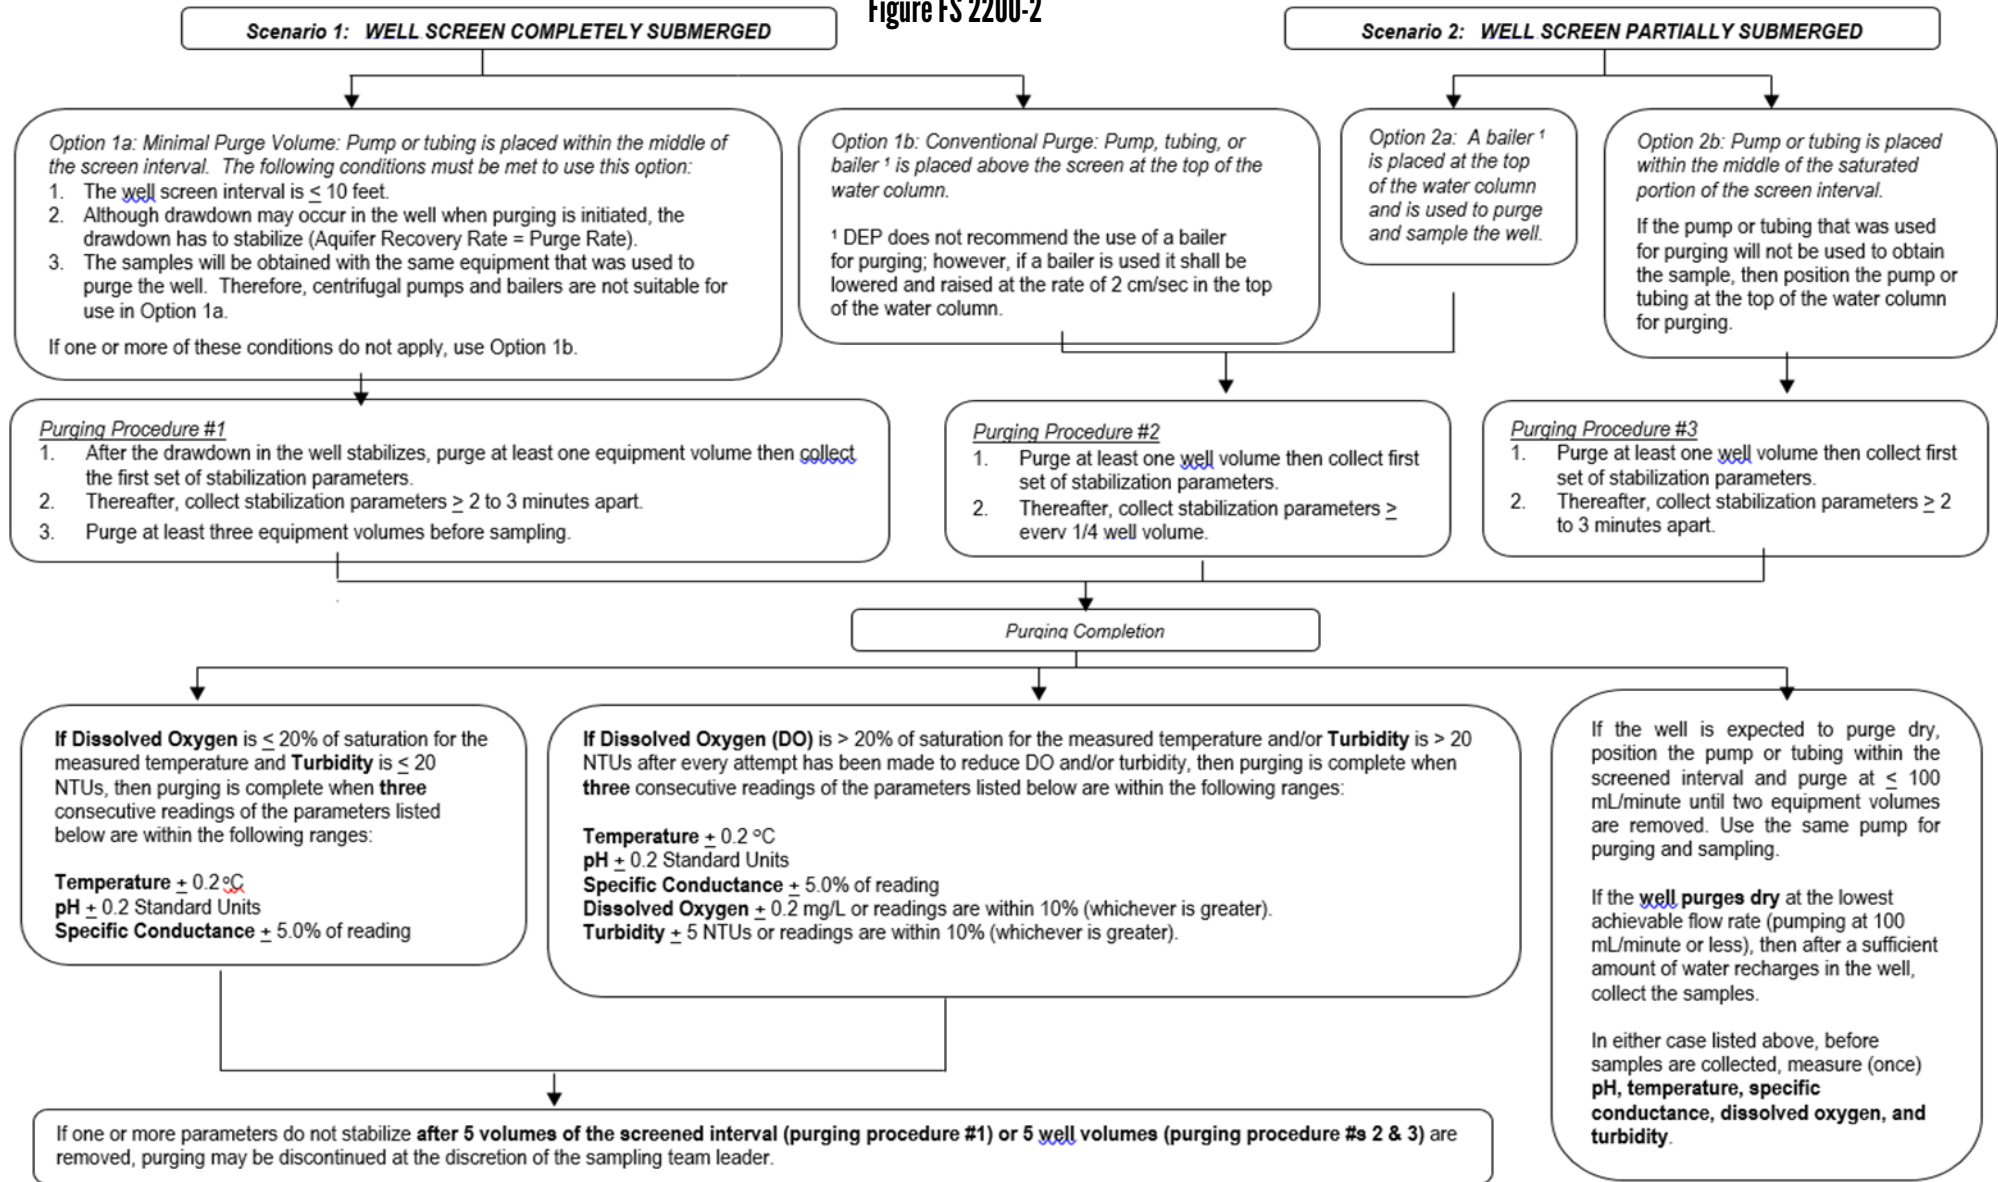 Figure FS 2200-2
Scenario 1: WELL SCREEN COMPLETELY SUBMERGED
Scenario 2: WELL SCREEN PARTIALLY SUBMERGED
Option 1a: Minimal Purge Volume: Pump or tubing is placed within the middle of
the screen interval. The following conditions must be met to use this option:
1. The well screen interval is ≤ 10 feet.
2. Although drawdown may occur in the well when purging is initiated, the
drawdown has to stabilize (Aquifer Recovery Rate = Purge Rate).
3. The samples will be obtained with the same equipment that was used to
purge the well. Therefore, centrifugal pumps and bailers are not suitable for
use in Option 1a.
If one or more of these conditions do not apply, use Option 1b.
Option 1b: Conventional Purge: Pump, tubing, or
bailer ¹ is placed above the screen at the top of the
water column.
¹ DEP does not recommend the use of a bailer
for purging; however, if a bailer is used it shall be
lowered and raised at the rate of 2 cm/sec in the top
of the water column.
Option 2a: A bailer ¹
is placed at the top
of the water column
and is used to purge
and sample the well.
Option 2b: Pump or tubing is placed
within the middle of the saturated
portion of the screen interval.
If the pump or tubing that was used
for purging will not be used to obtain
the sample, then position the pump or
tubing at the top of the water column
for purging.
Purging Procedure #1
1. After the drawdown in the well stabilizes, purge at least one equipment volume then collect
the first set of stabilization parameters.
2. Thereafter, collect stabilization parameters ≥ 2 to 3 minutes apart.
3. Purge at least three equipment volumes before sampling.
Purging Procedure #2
1. Purge at least one well volume then collect first
set of stabilization parameters.
2. Thereafter, collect stabilization parameters ≥
every 1/4 well volume.
Purging Procedure #3
1. Purge at least one well volume then collect first
set of stabilization parameters.
2. Thereafter, collect stabilization parameters ≥ 2
to 3 minutes apart.
Purging Completion
If Dissolved Oxygen is ≤ 20% of saturation for the
measured temperature and Turbidity is ≤ 20
NTUs, then purging is complete when three
consecutive readings of the parameters listed
below are within the following ranges:
Temperature ± 0.2 °C
pH ± 0.2 Standard Units
Specific Conductance ± 5.0% of reading
If Dissolved Oxygen (DO) is > 20% of saturation for the measured temperature and/or Turbidity is > 20
NTUs after every attempt has been made to reduce DO and/or turbidity, then purging is complete when
three consecutive readings of the parameters listed below are within the following ranges:
Temperature ± 0.2 °C
pH ± 0.2 Standard Units
Specific Conductance ± 5.0% of reading
Dissolved Oxygen ± 0.2 mg/L or readings are within 10% (whichever is greater).
Turbidity ± 5 NTUs or readings are within 10% (whichever is greater).
If the well is expected to purge dry,
position the pump or tubing within the
screened interval and purge at ≤ 100
mL/minute until two equipment volumes
are removed. Use the same pump for
purging and sampling.
If the well purges dry at the lowest
achievable flow rate (pumping at 100
mL/minute or less), then after a sufficient
amount of water recharges in the well,
collect the samples.
In either case listed above, before
samples are collected, measure (once)
pH, temperature, specific
conductance, dissolved oxygen, and
turbidity.
If one or more parameters do not stabilize after 5 volumes of the screened interval (purging procedure #1) or 5 well volumes (purging procedure #s 2 & 3) are
removed, purging may be discontinued at the discretion of the sampling team leader.